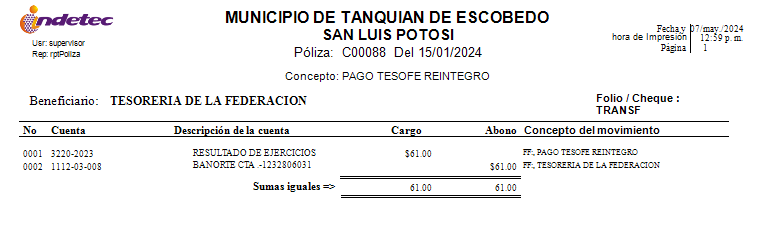 indetec
MUNICIPIO DE TANQUIAN DE ESCOBEDO
SAN LUIS POTOSI
Usr: supervisor
Rep: rptPoliza
Póliza: C00088 Del 15/01/2024
Fecha y 07/may./2024
hora de Impresión 12:59 p. m.
Página 1
Concepto: PAGO TESOFE REINTEGRO
Beneficiario: TESORERIA DE LA FEDERACION
Folio / Cheque :
TRANSF
No Cuenta Descripción de la cuenta Cargo Abono Concepto del movimiento
0001 3220-2023 RESULTADO DE EJERCICIOS $61.00 FF:, PAGO TESOFE REINTEGRO
0002 1112-03-008 BANORTE CTA .-1232806031 $61.00 FF:, TESORERIA DE LA FEDERACION
Sumas iguales => 61.00 61.00